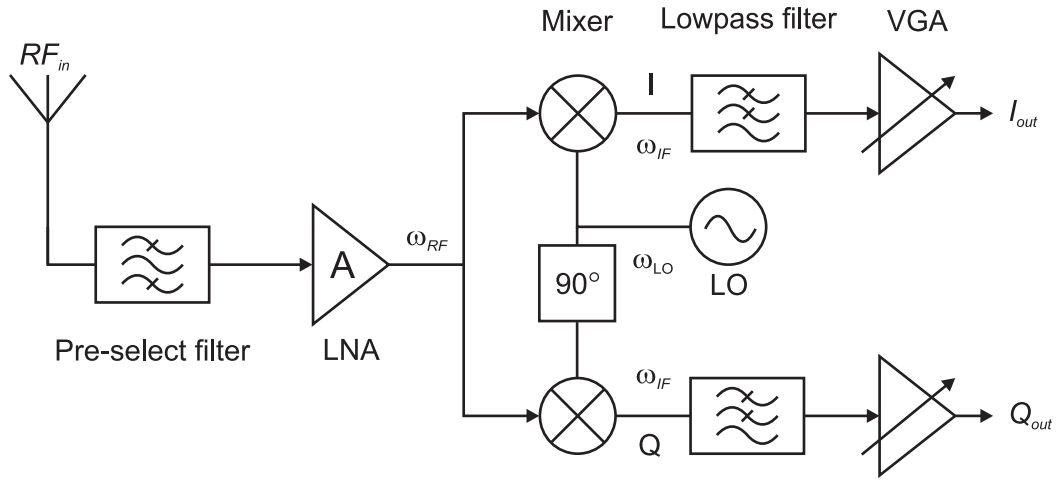 Mixer
Lowpass filter
VGA
RF_in
I
I_out
ω_IF
ω_RF
A
ω_LO
LO
90°
Pre-select filter
LNA
ω_IF
Q
Q_out